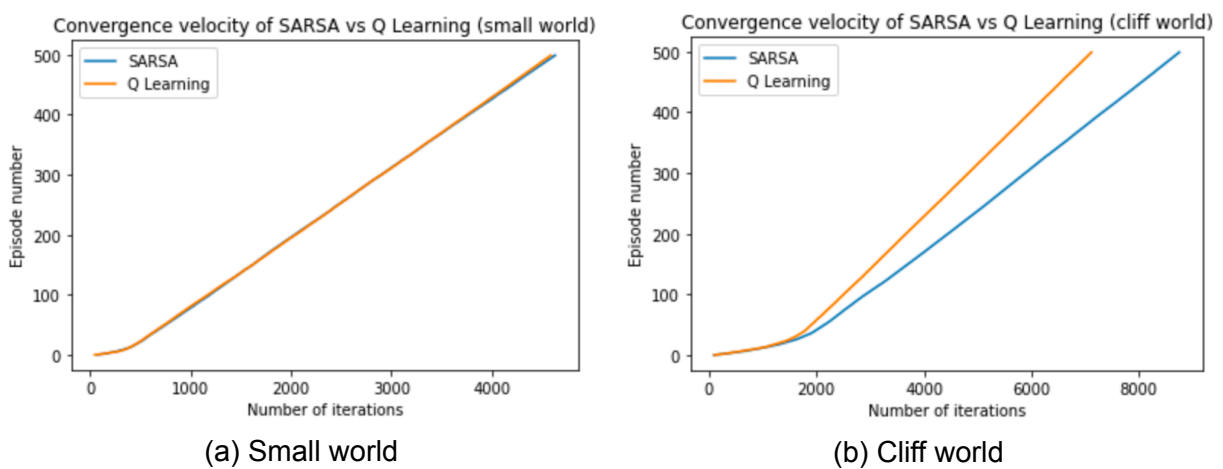 Convergence velocity of SARSA vs Q Learning (small world)
SARSA
Q Learning
500
400
300
200
100
0
Episode number
0 1000 2000 3000 4000
Number of iterations
(a) Small world
Convergence velocity of SARSA vs Q Learning (cliff world)
SARSA
Q Learning
500
400
300
200
100
0
Episode number
0 2000 4000 6000 8000
Number of iterations
(b) Cliff world